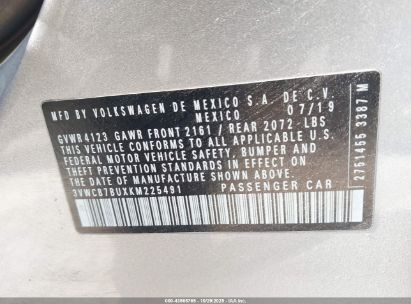 MFD BY VOLKSWAGEN DE MEXICO S.A. DE C.V.
MEXICO 07/19
GVWR4123 GAWR FRONT 2161 / REAR 2072 LBS
THIS VEHICLE CONFORMS TO ALL APPLICABLE U.S.
FEDERAL MOTOR VEHICLE SAFETY, BUMPER AND
THEFT PREVENTION STANDARDS IN EFFECT ON
THE DATE OF MANUFACTURE SHOWN ABOVE.
3VWCB7BUXKM225491 PASSENGER CAR
2751455 3387 M